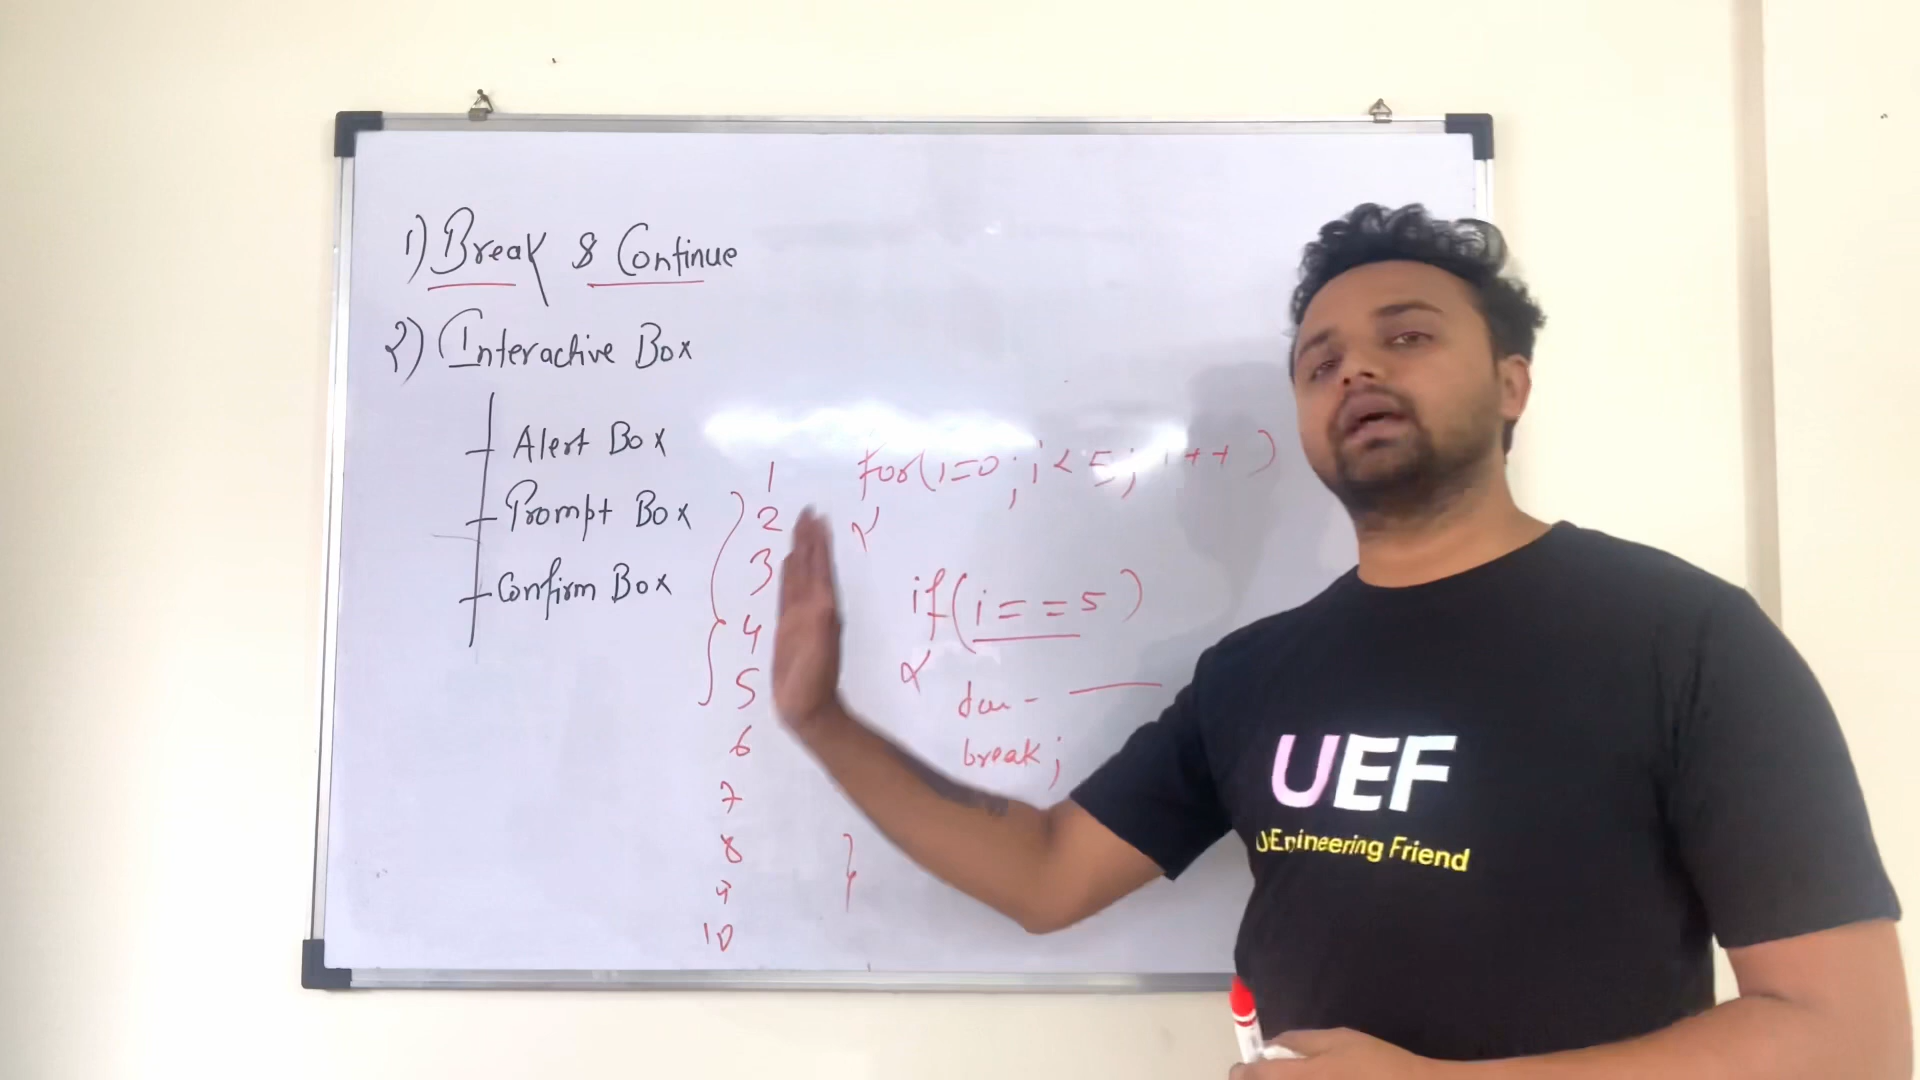 1) Break & Continue
2) Interactive Box
Alert Box
Prompt Box
Confirm Box
1
2
3
4
5
6
7
8
9
10
for(i=0; i<5; i++)
{
if(i==5)
{
break;
}
UEF
UrEngineering Friend